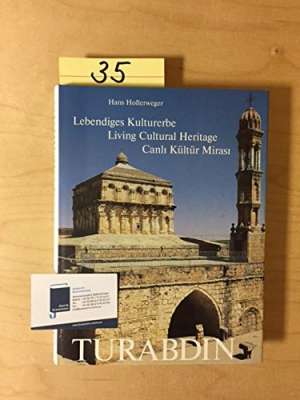 35
Hans Hollerweger
Lebendiges Kulturerbe
Living Cultural Heritage
Canlı Kültür Mirası
TURABDIN